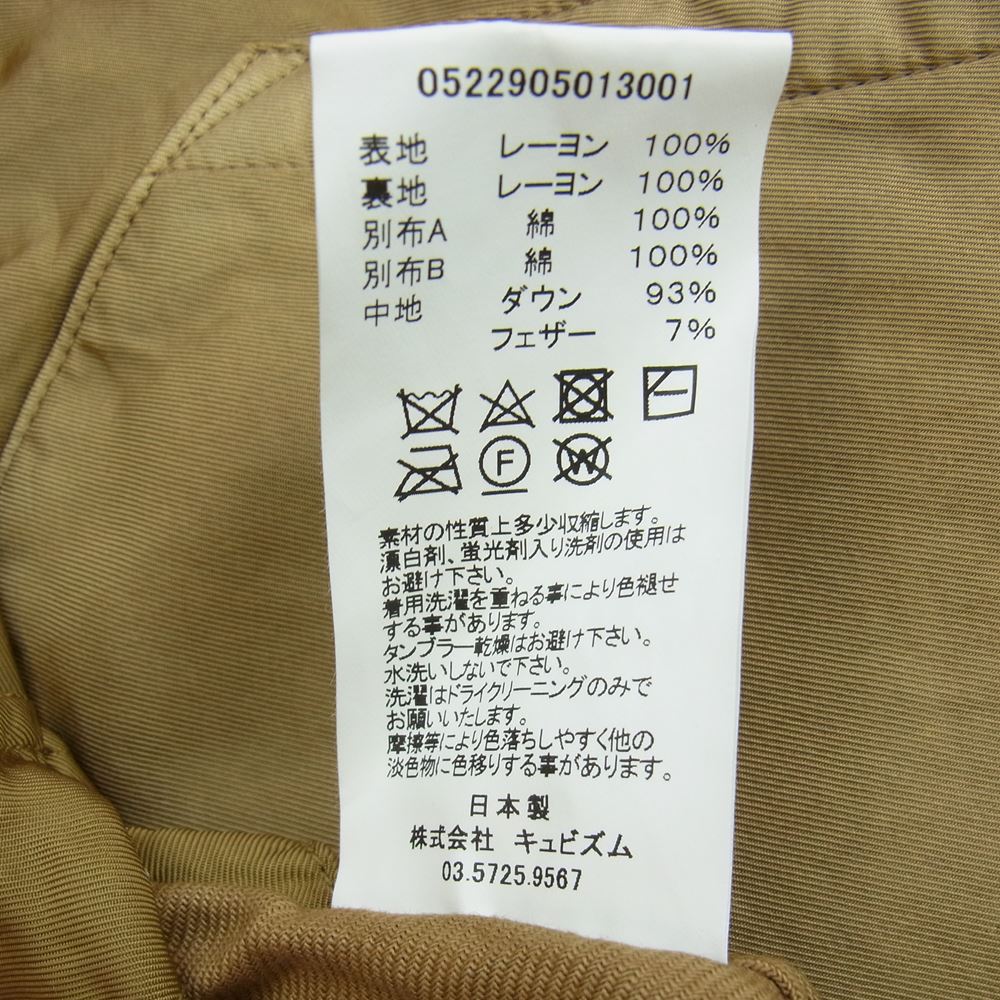 0522905013001
表地 レーヨン 100%
裏地 レーヨン 100%
別布A 綿 100%
別布B 綿 100%
中地 ダウン 93%
フェザー 7%
F W
素材の性質上多少収縮します。
漂白剤、蛍光剤入り洗剤の使用は
お避け下さい。
着用洗濯を重ねる事により色褪せ
する事があります。
タンブラー乾燥はお避け下さい。
水洗いしないで下さい。
洗濯はドライクリーニングのみで
お願いいたします。
摩擦等により色落ちしやすく他の
淡色物に色移りする事があります。
日本製
株式会社 キュビズム
03.5725.9567